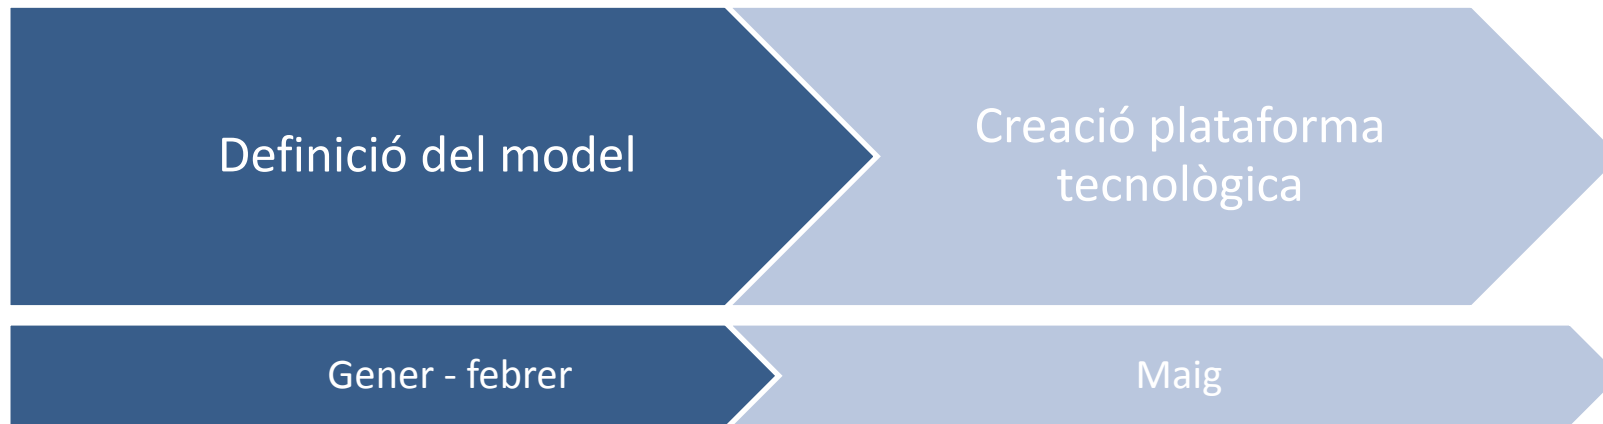 Definició del model
Creació plataforma
tecnològica
Gener - febrer
Maig